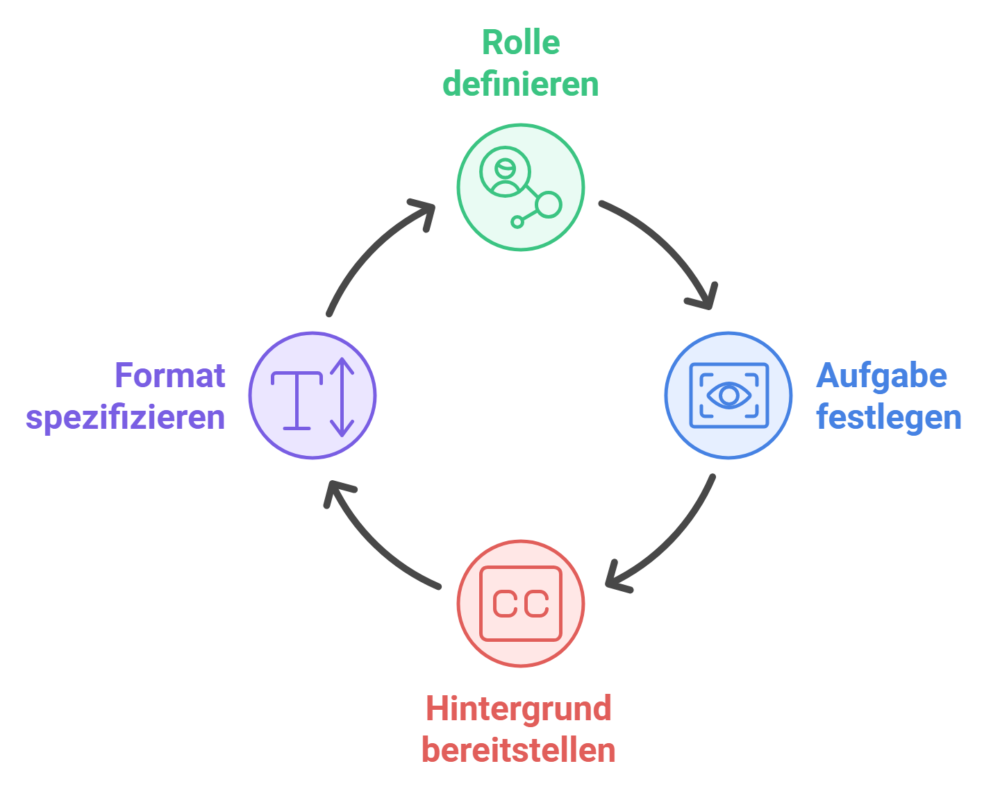 Rolle
definieren
Format
spezifizieren
Aufgabe
festlegen
CC
Hintergrund
bereitstellen